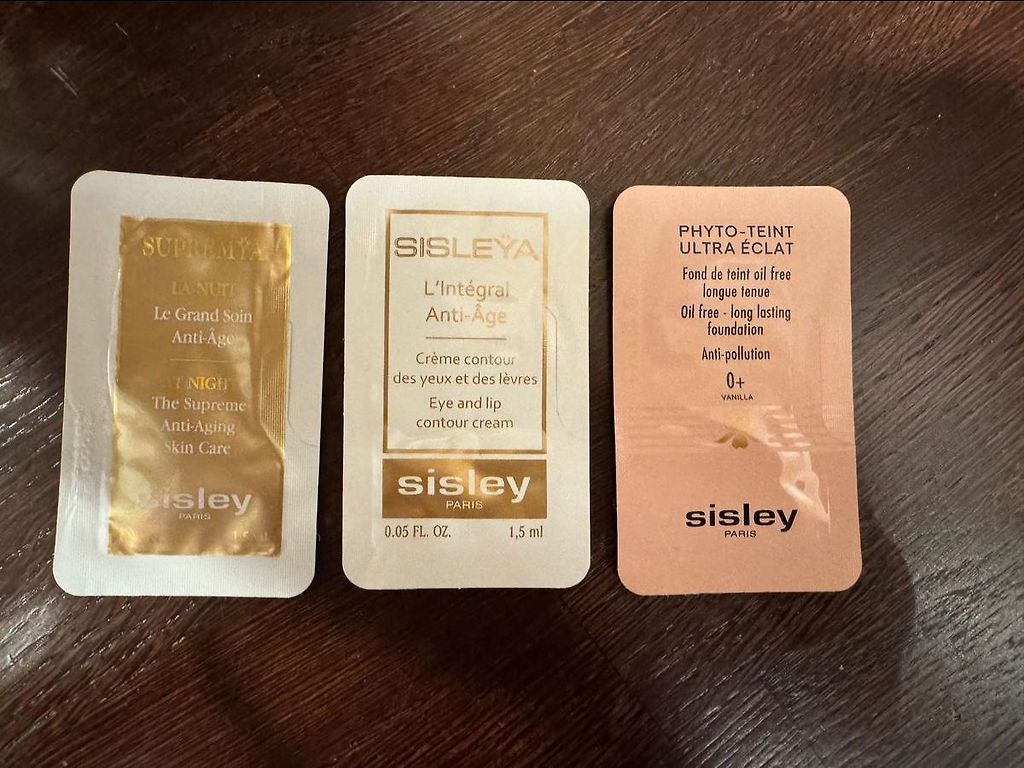 SUPREMŸA
LA NUIT
Le Grand Soin
Anti-Âge
AT NIGHT
The Supreme
Anti-Aging
Skin Care
sisley
PARIS
SISLEŸA
L'Intégral
Anti-Âge
Crème contour
des yeux et des lèvres
Eye and lip
contour cream
sisley
PARIS
0.05 FL. OZ. 1,5 ml
PHYTO-TEINT
ULTRA ÉCLAT
Fond de teint oil free
longue tenue
Oil free - long lasting
foundation
Anti-pollution
0+
VANILLA
sisley
PARIS